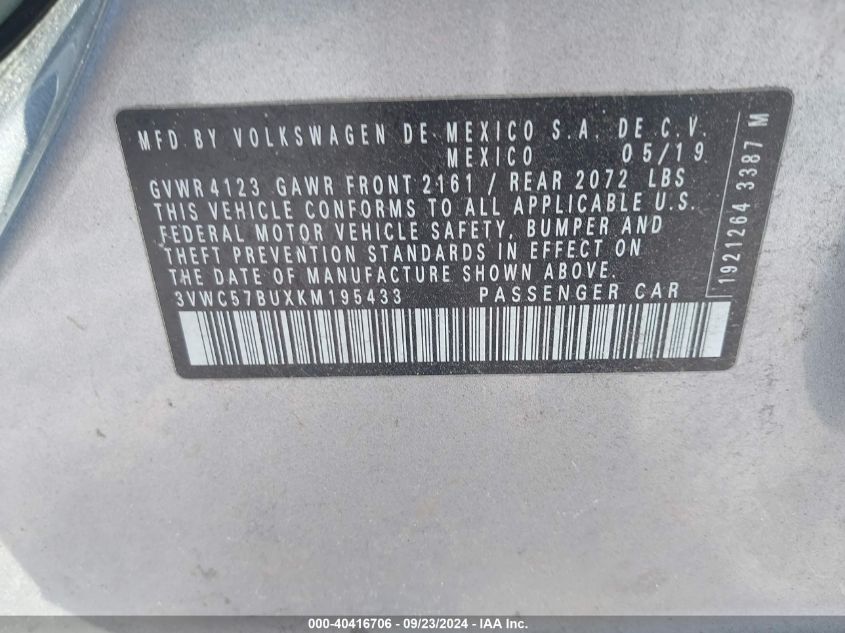 MFD. BY VOLKSWAGEN DE MEXICO S.A. DE C.V.
MEXICO 05/19
GVWR 4123 GAWR FRONT 2161 / REAR 2072 LBS
THIS VEHICLE CONFORMS TO ALL APPLICABLE U.S.
FEDERAL MOTOR VEHICLE SAFETY, BUMPER AND
THEFT PREVENTION STANDARDS IN EFFECT ON
THE DATE OF MANUFACTURE SHOWN ABOVE.
3VWC57BUXKM195433 PASSENGER CAR
1921264 3387 M
000-40416706 - 09/23/2024 - IAA Inc.